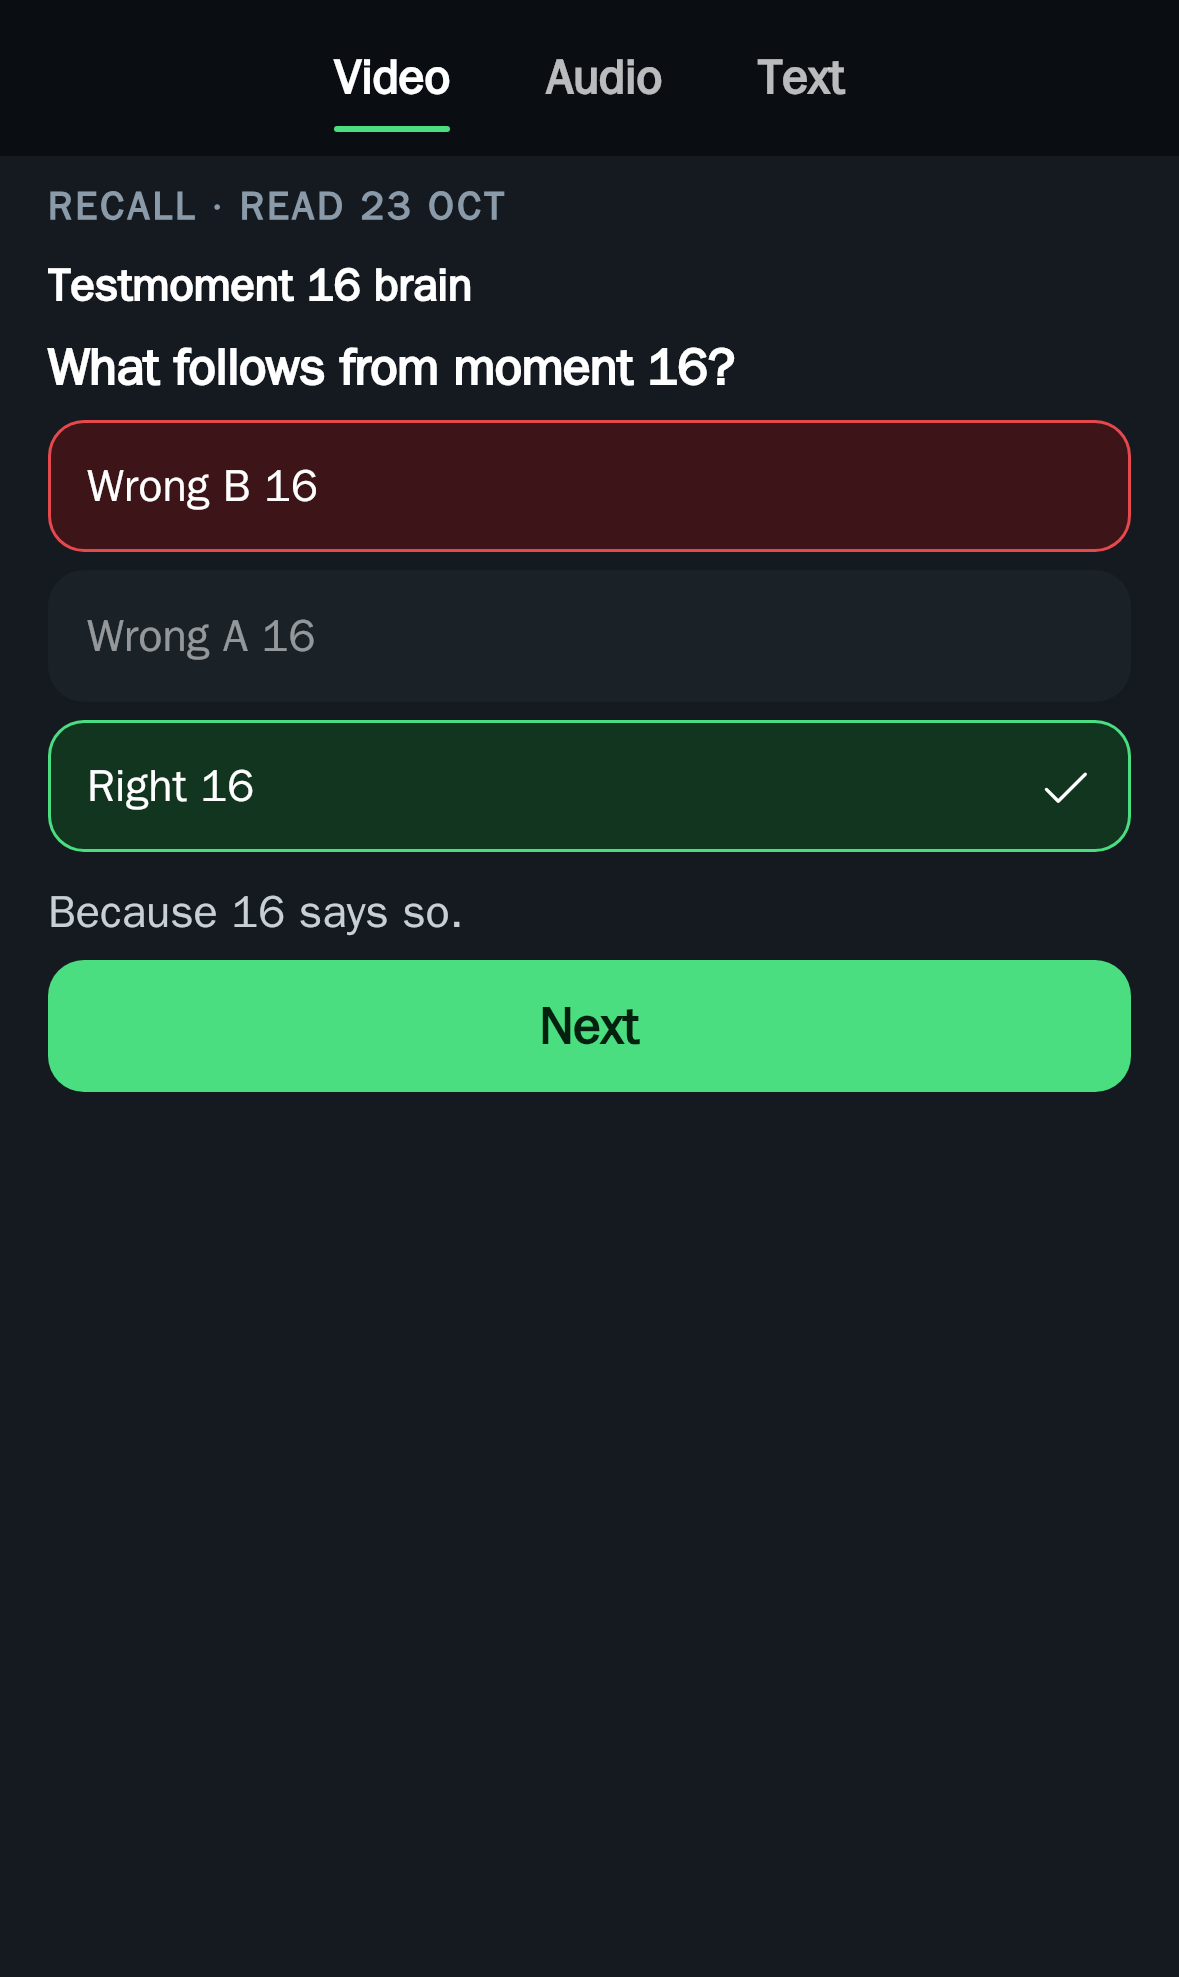 Video Audio Text
RECALL · READ 23 OCT
Testmoment 16 brain
What follows from moment 16?
Wrong B 16
Wrong A 16
Right 16
Because 16 says so.
Next